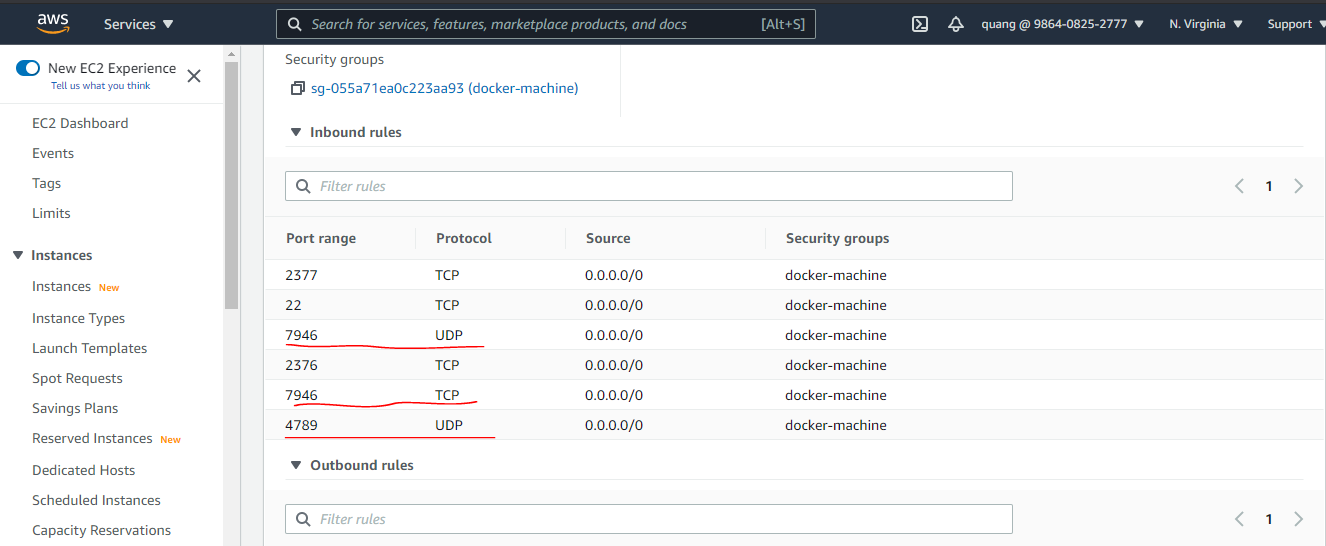 aws Services Search for services, features, marketplace products, and docs [Alt+S] quang @ 9864-0825-2777 N. Virginia Support
New EC2 Experience
Tell us what you think
EC2 Dashboard
Events
Tags
Limits
Instances
Instances New
Instance Types
Launch Templates
Spot Requests
Savings Plans
Reserved Instances New
Dedicated Hosts
Scheduled Instances
Capacity Reservations
Security groups
sg-055a71ea0c223aa93 (docker-machine)
Inbound rules
Filter rules 1
Port range Protocol Source Security groups
2377 TCP 0.0.0.0/0 docker-machine
22 TCP 0.0.0.0/0 docker-machine
7946 UDP 0.0.0.0/0 docker-machine
2376 TCP 0.0.0.0/0 docker-machine
7946 TCP 0.0.0.0/0 docker-machine
4789 UDP 0.0.0.0/0 docker-machine
Outbound rules
Filter rules 1